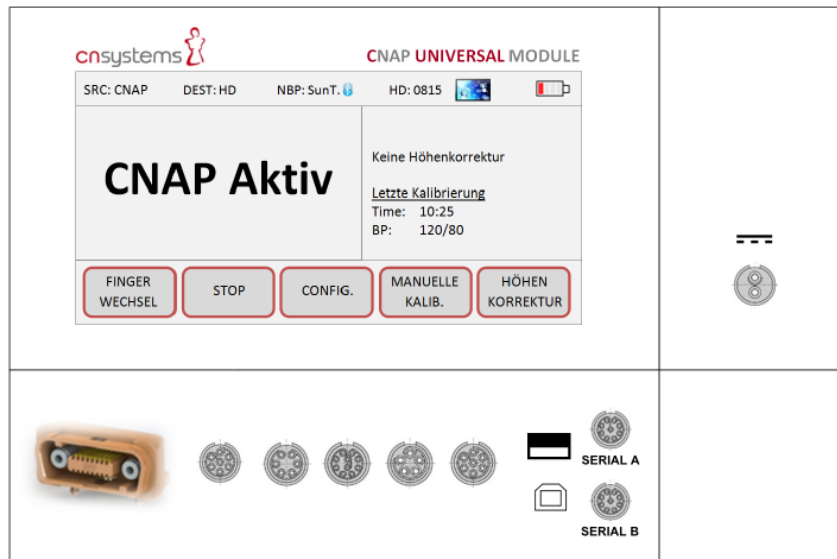 cnsystems
CNAP UNIVERSAL MODULE
SRC: CNAP DEST: HD NBP: SunT. HD: 0815
CNAP Aktiv
Keine Höhenkorrektur
Letzte Kalibrierung
Time: 10:25
BP: 120/80
FINGER
WECHSEL
STOP
CONFIG.
MANUELLE
KALIB.
HÖHEN
KORREKTUR
SERIAL A
SERIAL B